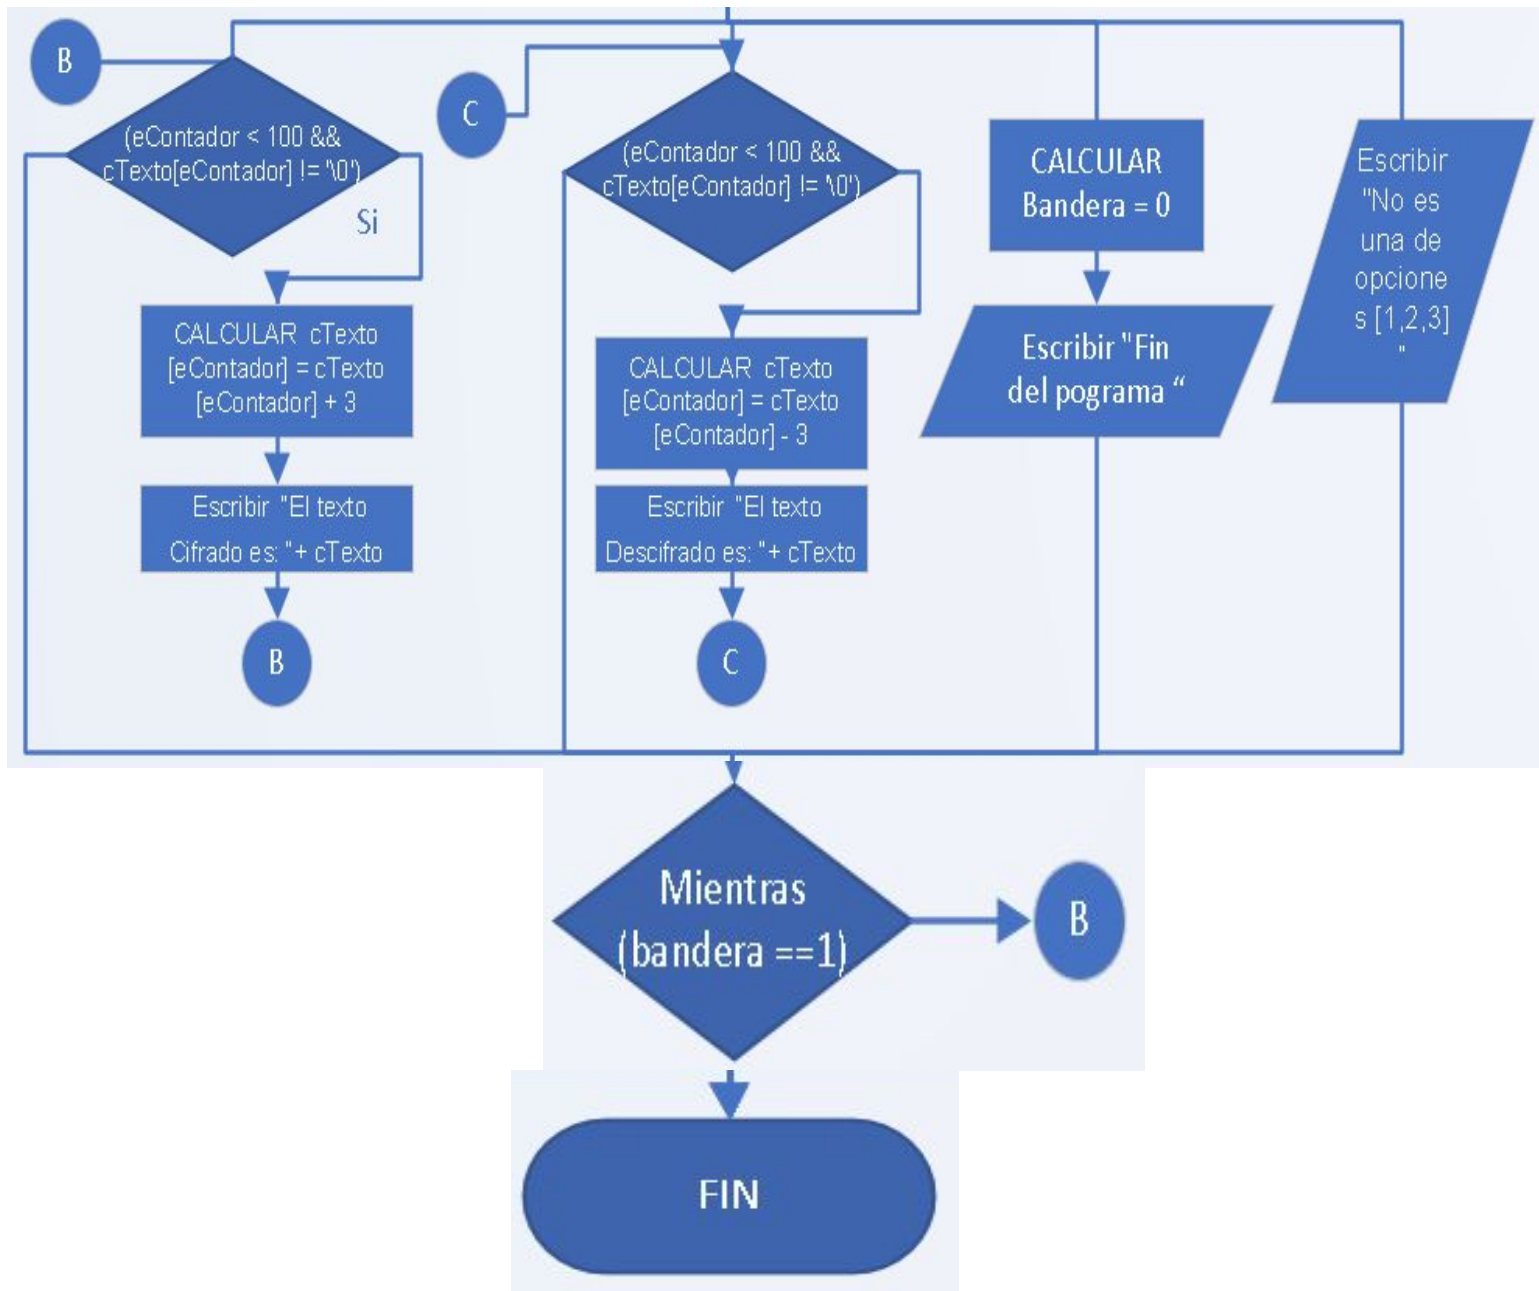 B
(eContador < 100 &&
cTexto[eContador] != '\0')
Si
CALCULAR cTexto
[eContador] = cTexto
[eContador] + 3
Escribir "El texto
Cifrado es: "+ cTexto
B
C
(eContador < 100 &&
cTexto[eContador] != '\0')
CALCULAR cTexto
[eContador] = cTexto
[eContador] - 3
Escribir "El texto
Descifrado es: "+ cTexto
C
CALCULAR
Bandera = 0
Escribir "Fin
del pograma “
Escribir
"No es
una de
opcione
s [1,2,3]
"
Mientras
(bandera ==1)
B
FIN